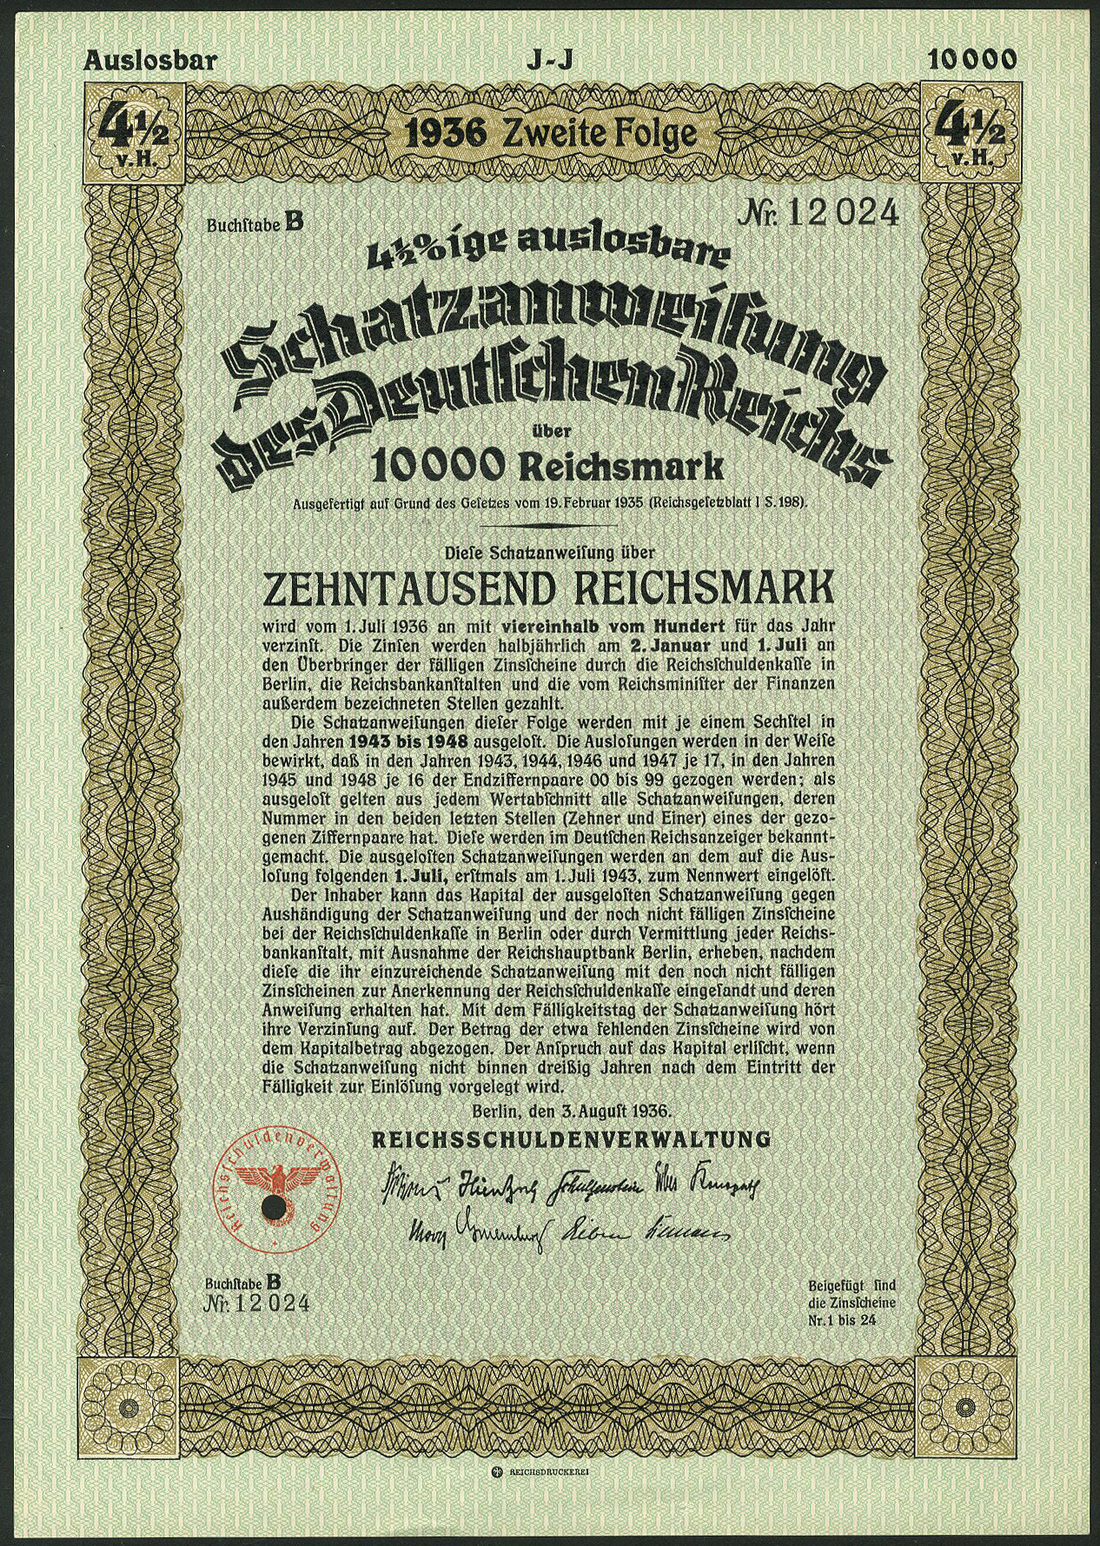 Auslosbar J-J 10000
4½ v.H. 1936 Zweite Folge 4½ v.H.
Buchſtabe B Nr. 12024
4½%ige auslosbare
Schatzanweiſung
des Deutſchen Reichs
über
10000 Reichsmark
Ausgefertigt auf Grund des Geſetzes vom 19. Februar 1935 (Reichsgeſetzblatt I S. 198).
Dieſe Schatzanweiſung über
ZEHNTAUSEND REICHSMARK
wird vom 1. Juli 1936 an mit viereinhalb vom Hundert für das Jahr
verzinſt. Die Zinſen werden halbjährlich am 2. Januar und 1. Juli an
den Überbringer der fälligen Zinsſcheine durch die Reichsſchuldenkaſſe in
Berlin, die Reichsbankanſtalten und die vom Reichsminiſter der Finanzen
außerdem bezeichneten Stellen gezahlt.
Die Schatzanweiſungen dieſer Folge werden mit je einem Sechſtel in
den Jahren 1943 bis 1948 ausgeloſt. Die Ausloſungen werden in der Weiſe
bewirkt, daß in den Jahren 1943, 1944, 1946 und 1947 je 17, in den Jahren
1945 und 1948 je 16 der Endziffernpaare 00 bis 99 gezogen werden; als
ausgeloſt gelten aus jedem Wertabſchnitt alle Schatzanweiſungen, deren
Nummer in den beiden letzten Stellen (Zehner und Einer) eines der gezo-
genen Ziffernpaare hat. Dieſe werden im Deutſchen Reichsanzeiger bekannt-
gemacht. Die ausgeloſten Schatzanweiſungen werden an dem auf die Aus-
loſung folgenden 1. Juli, erſtmals am 1. Juli 1943, zum Nennwert eingelöſt.
Der Inhaber kann das Kapital der ausgeloſten Schatzanweiſung gegen
Aushändigung der Schatzanweiſung und der noch nicht fälligen Zinsſcheine
bei der Reichsſchuldenkaſſe in Berlin oder durch Vermittlung jeder Reichs-
bankanſtalt, mit Ausnahme der Reichshauptbank Berlin, erheben, nachdem
dieſe die ihr einzureichende Schatzanweiſung mit den noch nicht fälligen
Zinsſcheinen zur Anerkennung der Reichsſchuldenkaſſe eingeſandt und deren
Anweiſung erhalten hat. Mit dem Fälligkeitstag der Schatzanweiſung hört
ihre Verzinſung auf. Der Betrag der etwa fehlenden Zinsſcheine wird von
dem Kapitalbetrag abgezogen. Der Anſpruch auf das Kapital erliſcht, wenn
die Schatzanweiſung nicht binnen dreißig Jahren nach dem Eintritt der
Fälligkeit zur Einlöſung vorgelegt wird.
Berlin, den 3. Auguſt 1936.
REICHSSCHULDENVERWALTUNG
Reichsſchuldenverwaltung
Buchſtabe B
Nr. 12024
Beigefügt ſind
die Zinsſcheine
Nr. 1 bis 24
REICHSDRUCKEREI